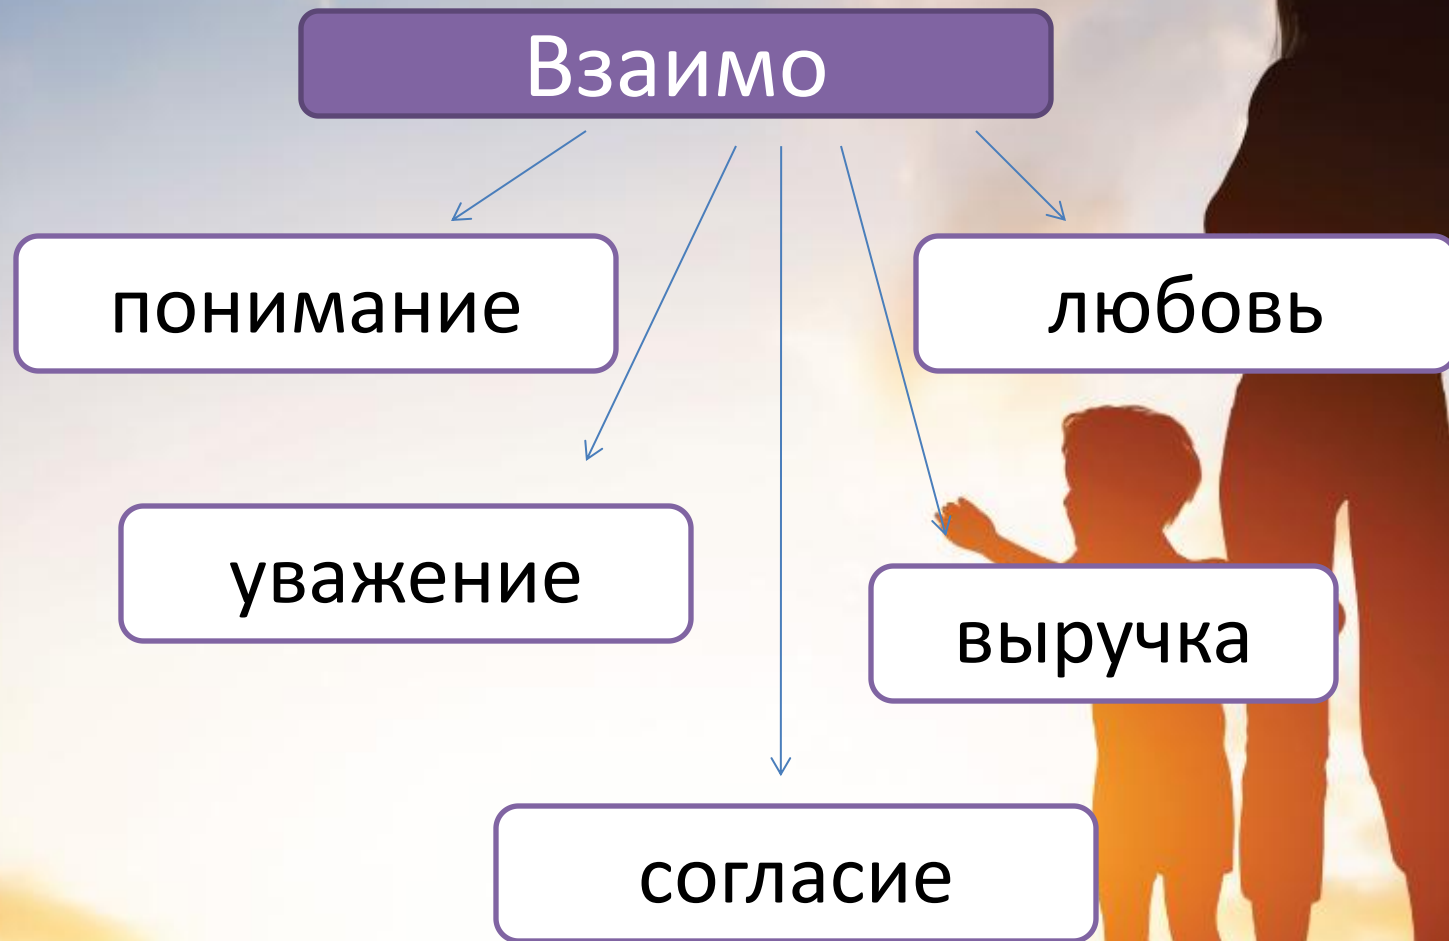 Взаимо
понимание
любовь
уважение
выручка
согласие